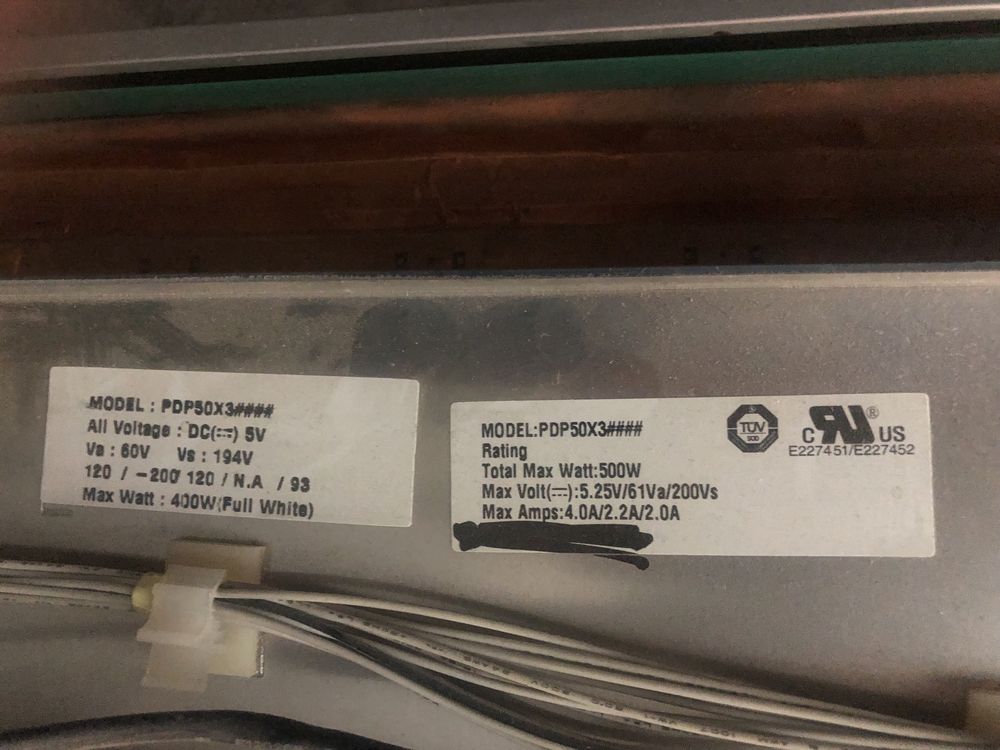 MODEL : PDP50X3####
All Voltage : DC(⎓) 5V
Va : 60V Vs : 194V
120 / -200/ 120 / N.A / 93
Max Watt : 400W(Full White)
MODEL:PDP50X3####
Rating
Total Max Watt:500W
Max Volt(⎓):5.25V/61Va/200Vs
Max Amps:4.0A/2.2A/2.0A
TÜV
C RU ® US
E227451/E227452